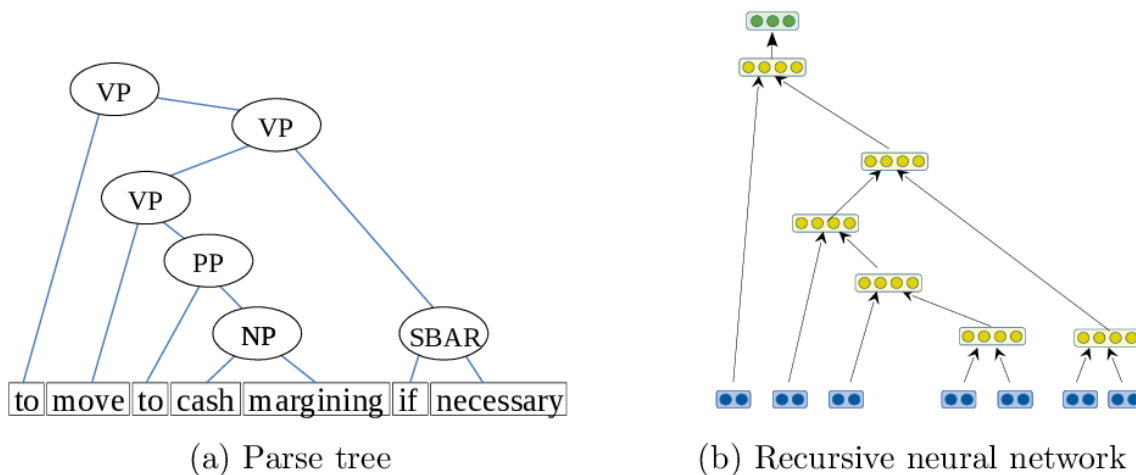 VP
VP
VP
PP
NP
SBAR
to move to cash margining if necessary
(a) Parse tree
(b) Recursive neural network